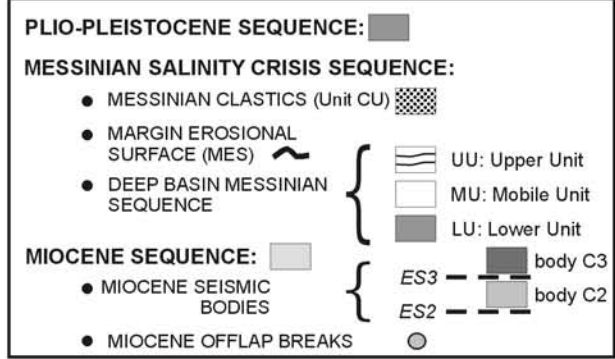 PLIO-PLEISTOCENE SEQUENCE:
MESSINIAN SALINITY CRISIS SEQUENCE:
● MESSINIAN CLASTICS (Unit CU)
● MARGIN EROSIONAL
SURFACE (MES)
● DEEP BASIN MESSINIAN
SEQUENCE
UU: Upper Unit
MU: Mobile Unit
LU: Lower Unit
MIOCENE SEQUENCE:
● MIOCENE SEISMIC
BODIES
ES3
body C3
ES2
body C2
● MIOCENE OFFLAP BREAKS